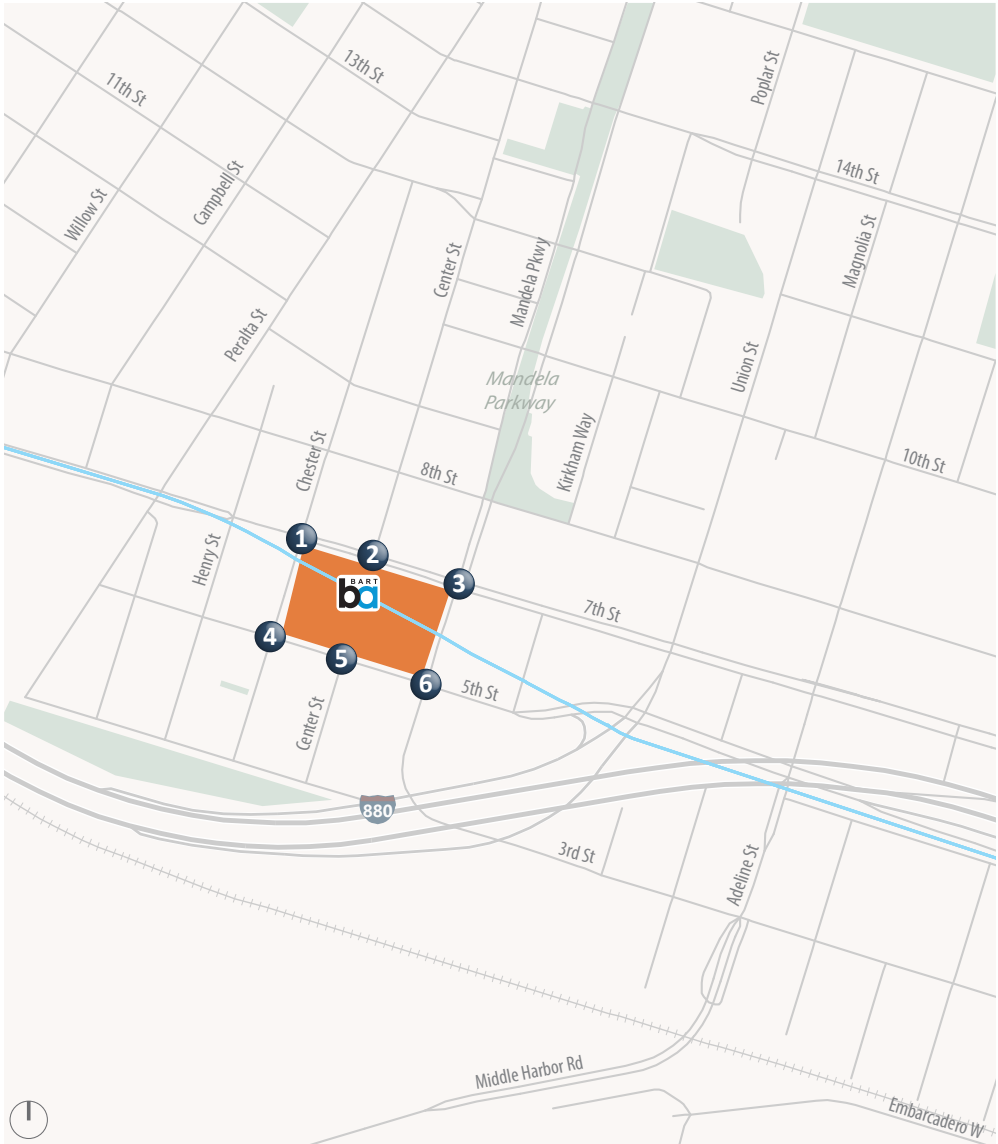 13th St
Poplar St
11th St
14th St
Campbell St
Willow St
Magnolia St
Center St
Mandela Pkwy
Peralta St
Union St
Mandela
Parkway
Kirkham Way
Chester St
8th St
10th St
1
2
Henry St
BART
ba
3
7th St
4
5
6
5th St
Center St
880
3rd St
Adeline St
Middle Harbor Rd
Embarcadero W